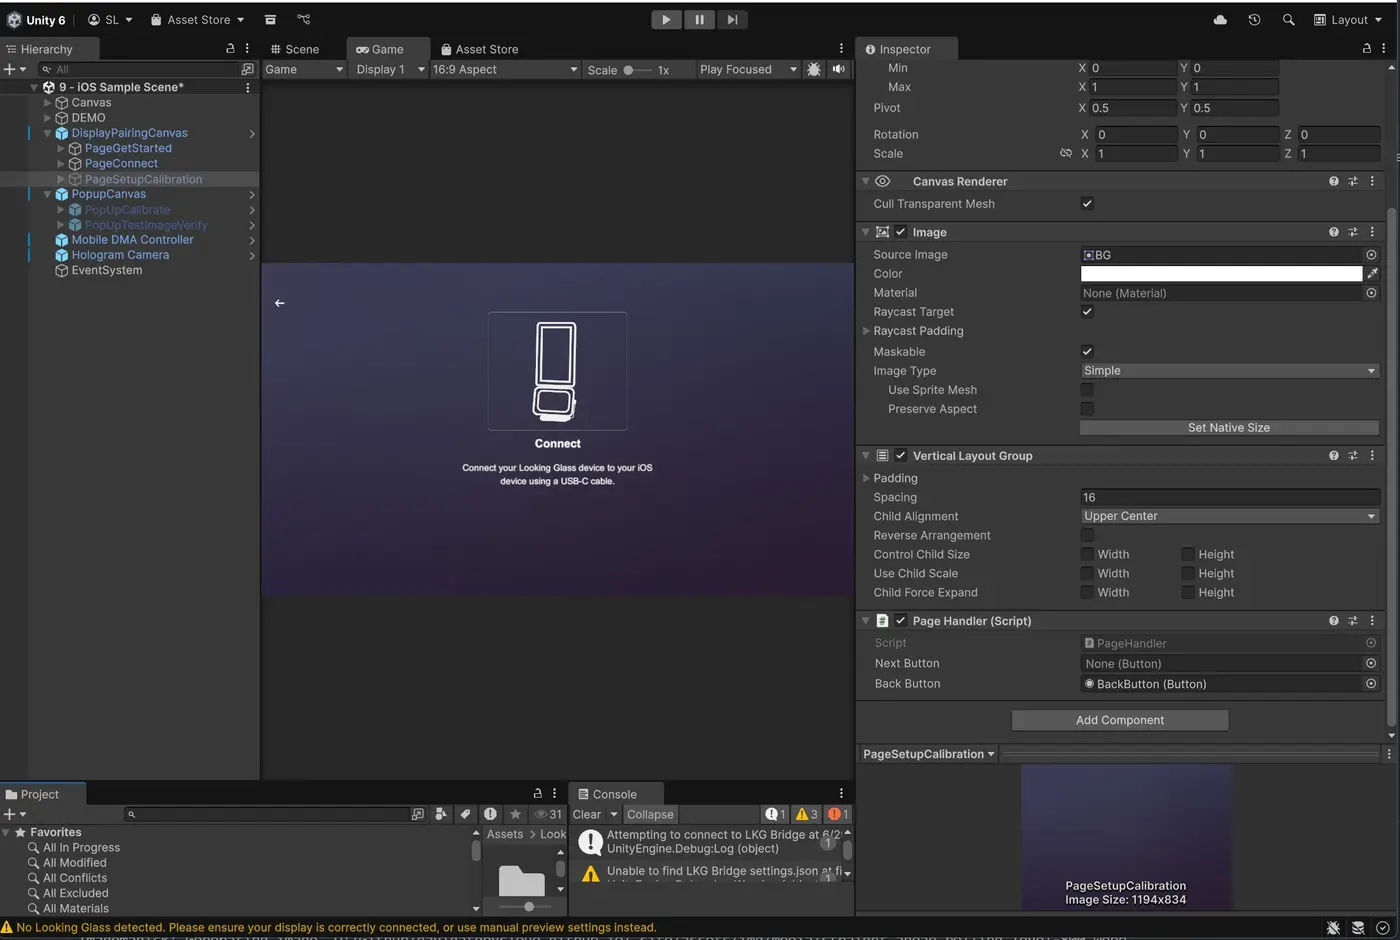 Unity 6
SL
Asset Store
Layout
Hierarchy
Scene
Game
Asset Store
Inspector
All
Game
Display 1
16:9 Aspect
Scale
1x
Play Focused
9 - iOS Sample Scene*
Canvas
DEMO
DisplayPairingCanvas
PageGetStarted
PageConnect
PageSetupCalibration
PopupCanvas
PopUpCalibrate
PopUpTestImageVerify
Mobile DMA Controller
Hologram Camera
EventSystem
Connect
Connect your Looking Glass device to your iOS
device using a USB-C cable.
Min X 0 Y 0
Max X 1 Y 1
Pivot X 0.5 Y 0.5
Rotation X 0 Y 0 Z 0
Scale X 1 Y 1 Z 1
Canvas Renderer
Cull Transparent Mesh
Image
Source Image BG
Color
Material None (Material)
Raycast Target
Raycast Padding
Maskable
Image Type Simple
Use Sprite Mesh
Preserve Aspect
Set Native Size
Vertical Layout Group
Padding
Spacing 16
Child Alignment Upper Center
Reverse Arrangement
Control Child Size Width Height
Use Child Scale Width Height
Child Force Expand Width Height
Page Handler (Script)
Script PageHandler
Next Button None (Button)
Back Button BackButton (Button)
Add Component
PageSetupCalibration
PageSetupCalibration
Image Size: 1194x834
Project
31
Favorites
All In Progress
All Modified
All Conflicts
All Excluded
All Materials
Assets > Look
Console
Clear
Collapse
1
3
1
Attempting to connect to LKG Bridge at 6/2
UnityEngine.Debug:Log (object)
1
Unable to find LKG Bridge settings.json at fi
1
No Looking Glass detected. Please ensure your display is correctly connected, or use manual preview settings instead.